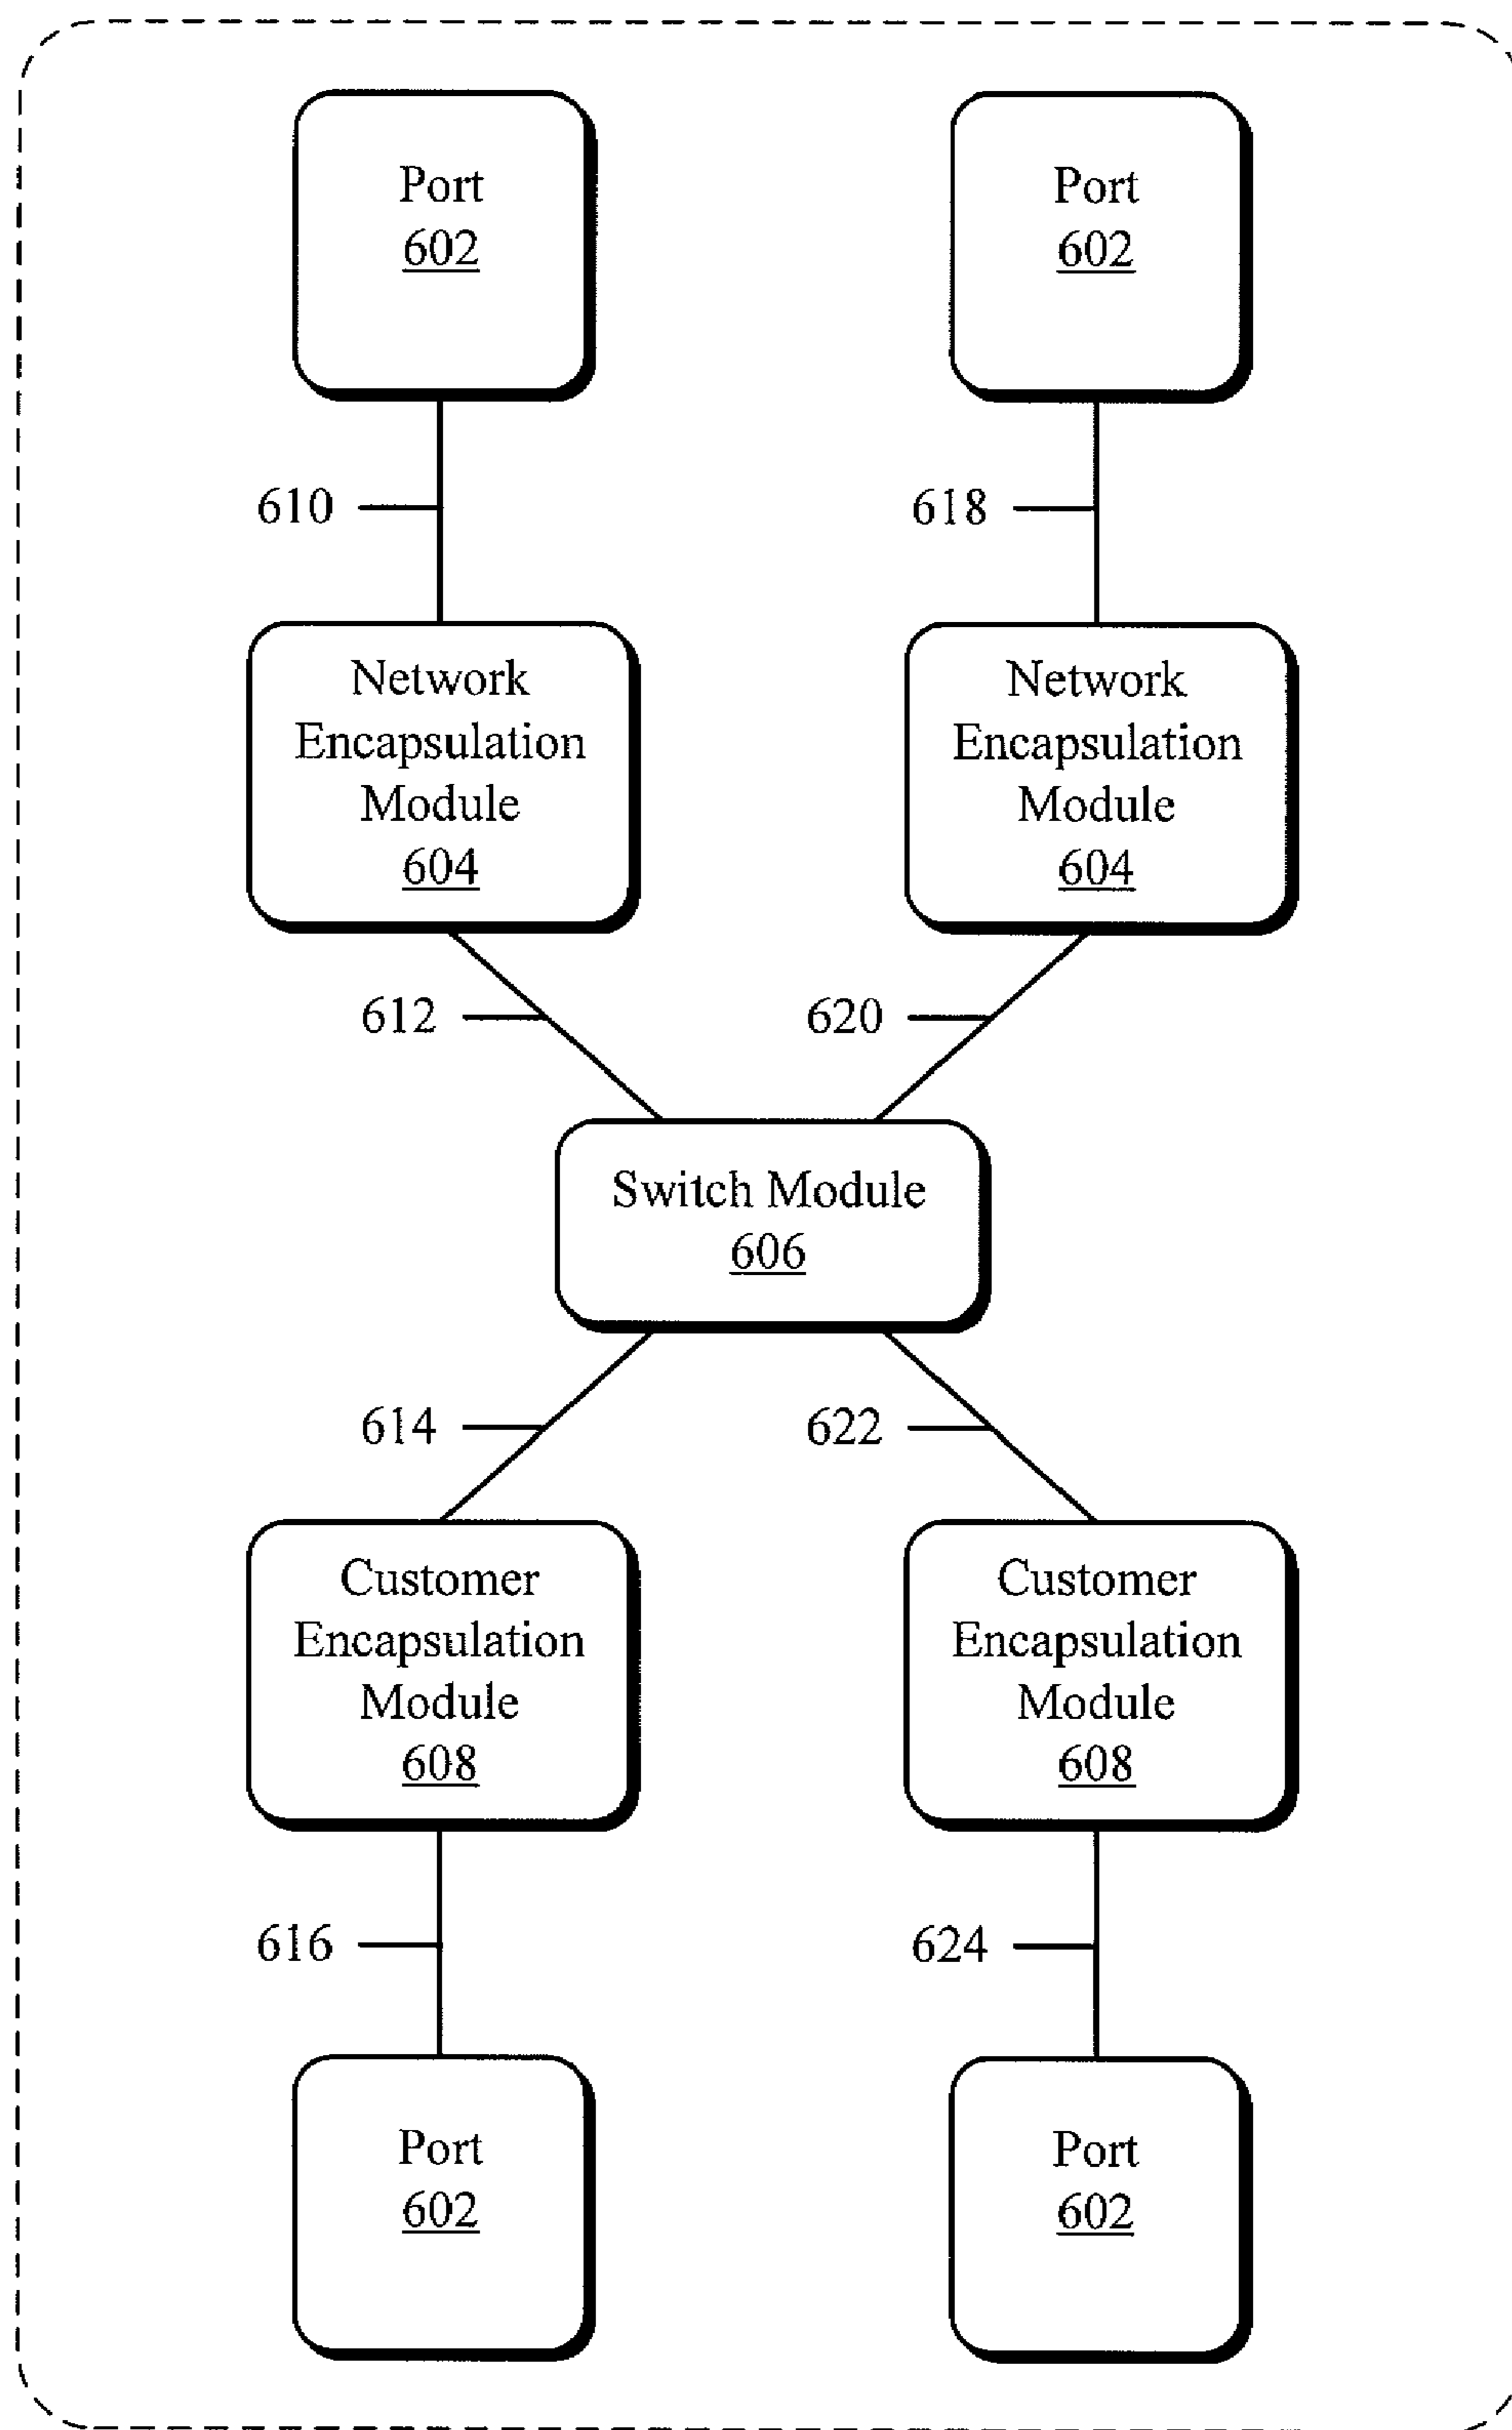 Port
602
Port
602
610
618
Network
Encapsulation
Module
604
Network
Encapsulation
Module
604
612
620
Switch Module
606
614
622
Customer
Encapsulation
Module
608
Customer
Encapsulation
Module
608
616
624
Port
602
Port
602